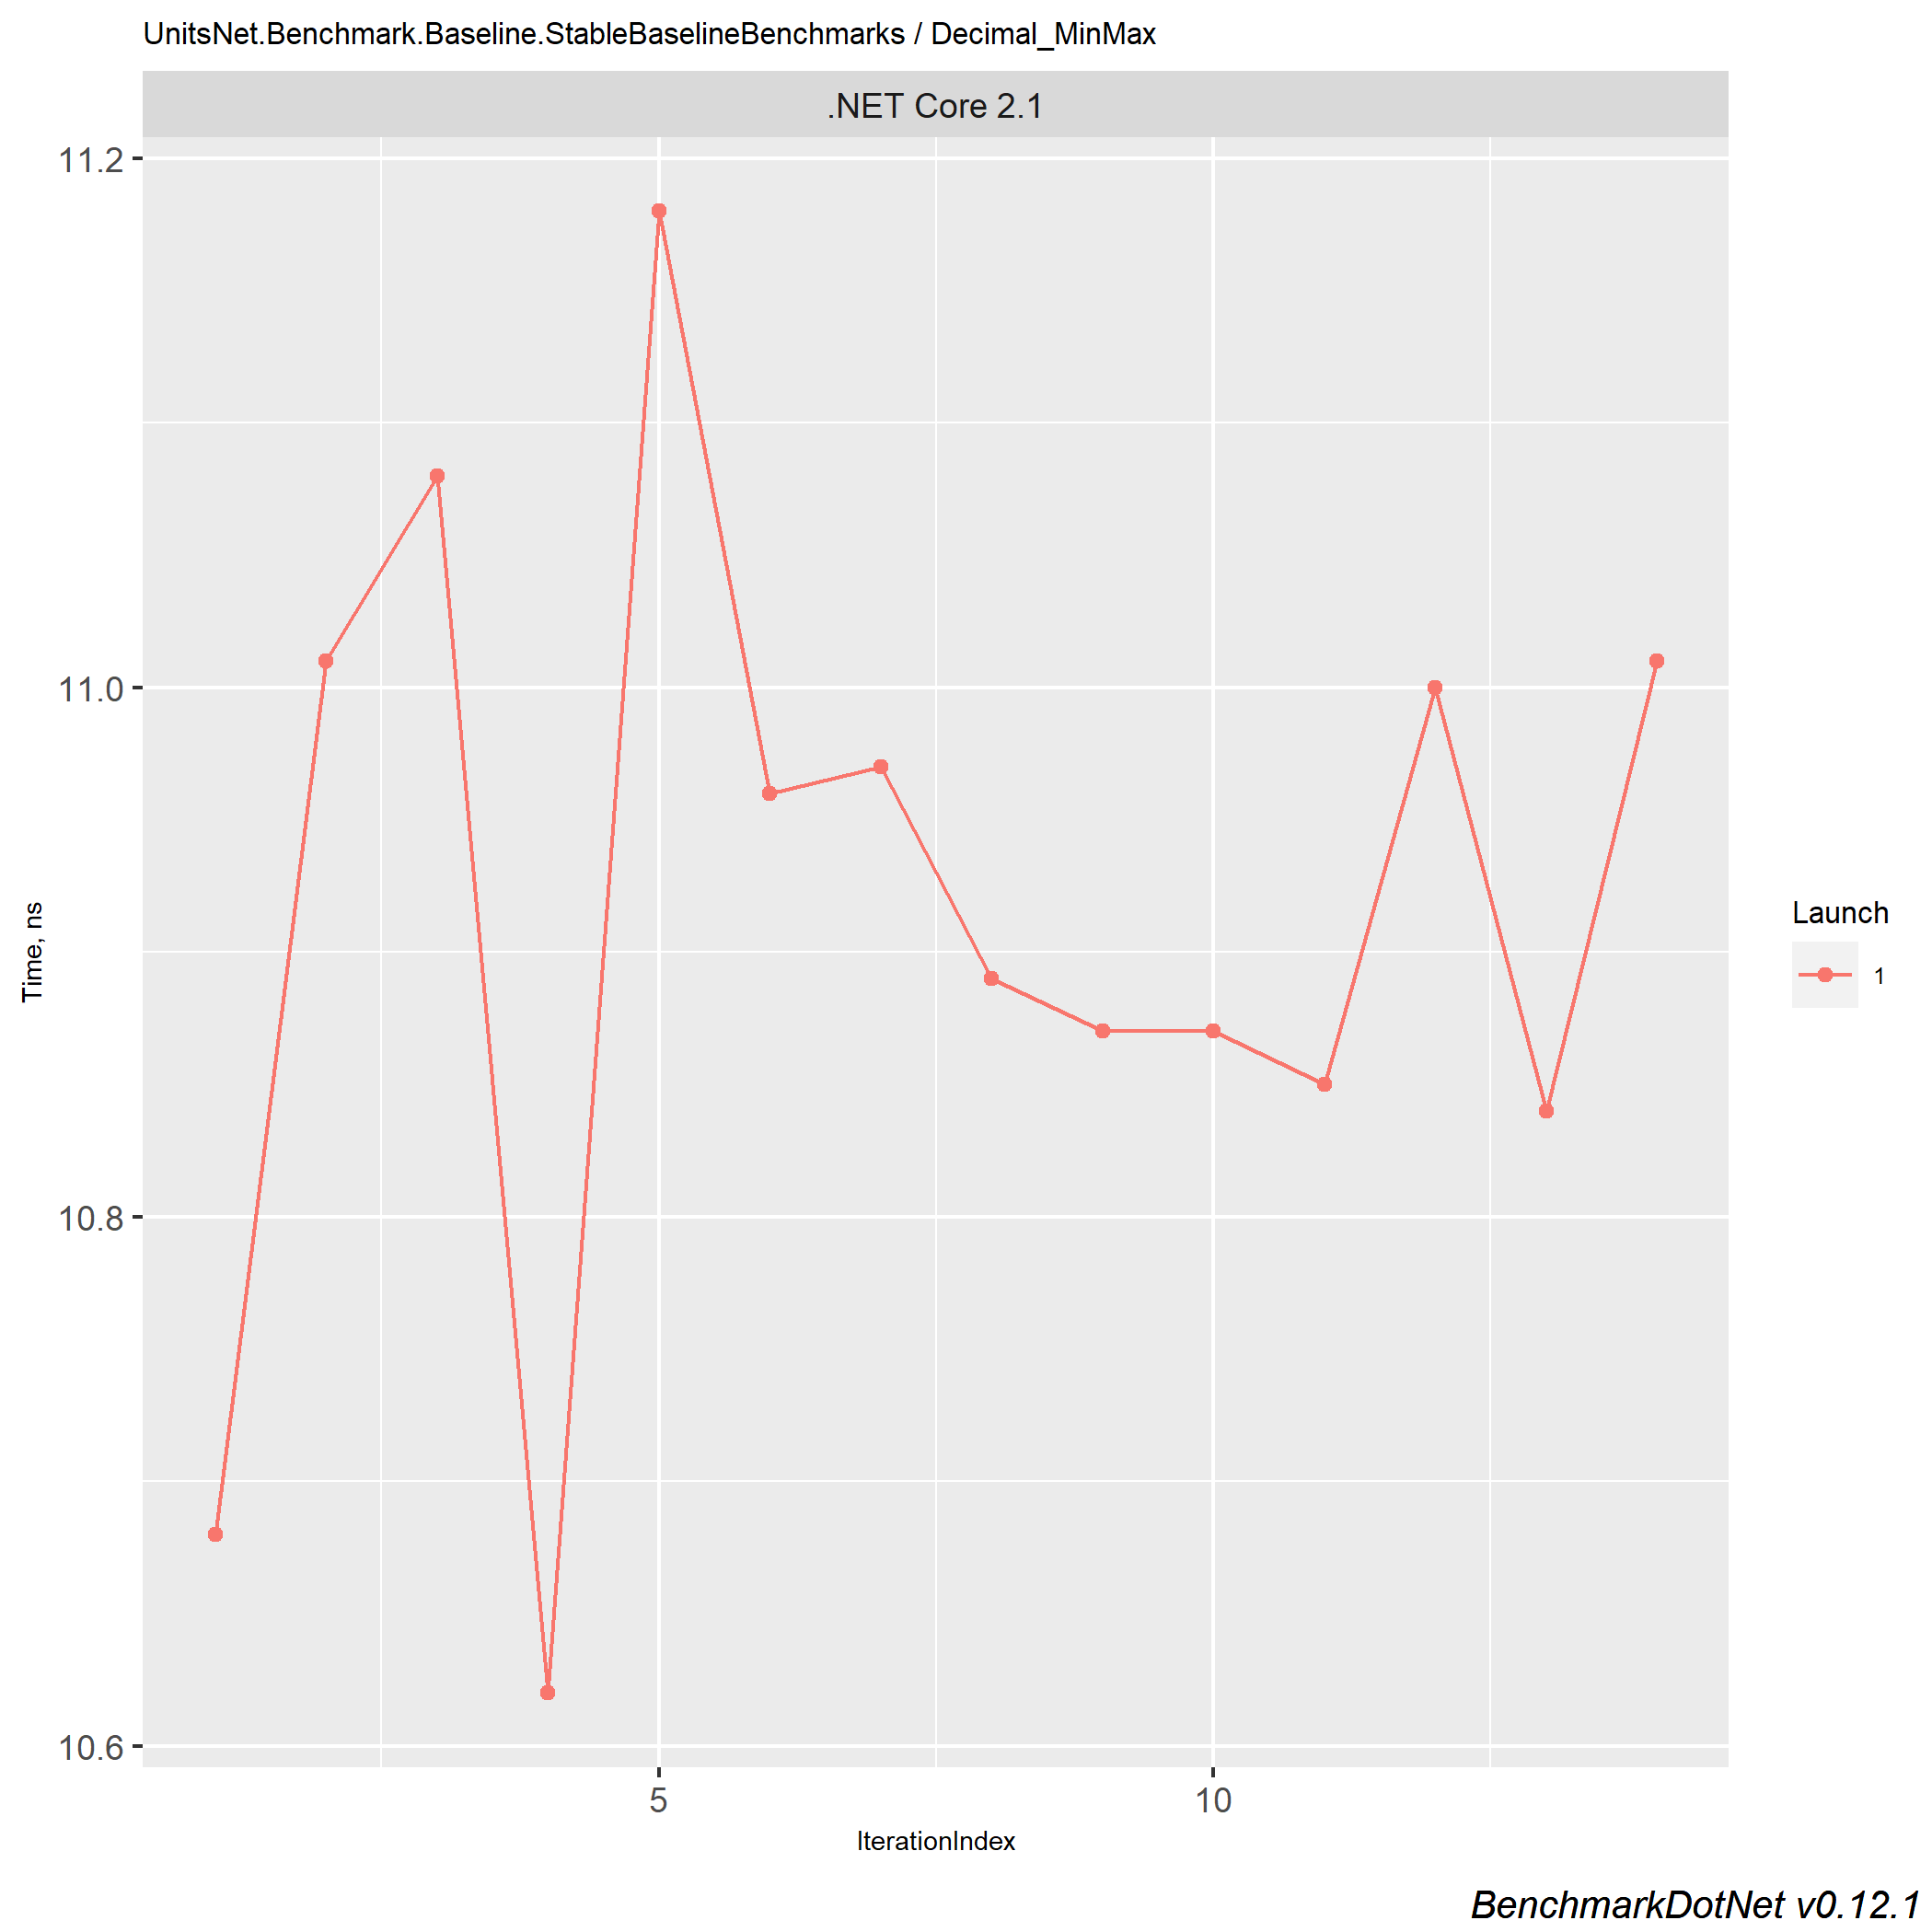 UnitsNet.Benchmark.Baseline.StableBaselineBenchmarks / Decimal_MinMax
.NET Core 2.1
11.2
11.0
10.8
10.6
Time, ns
5
10
IterationIndex
Launch
1
BenchmarkDotNet v0.12.1